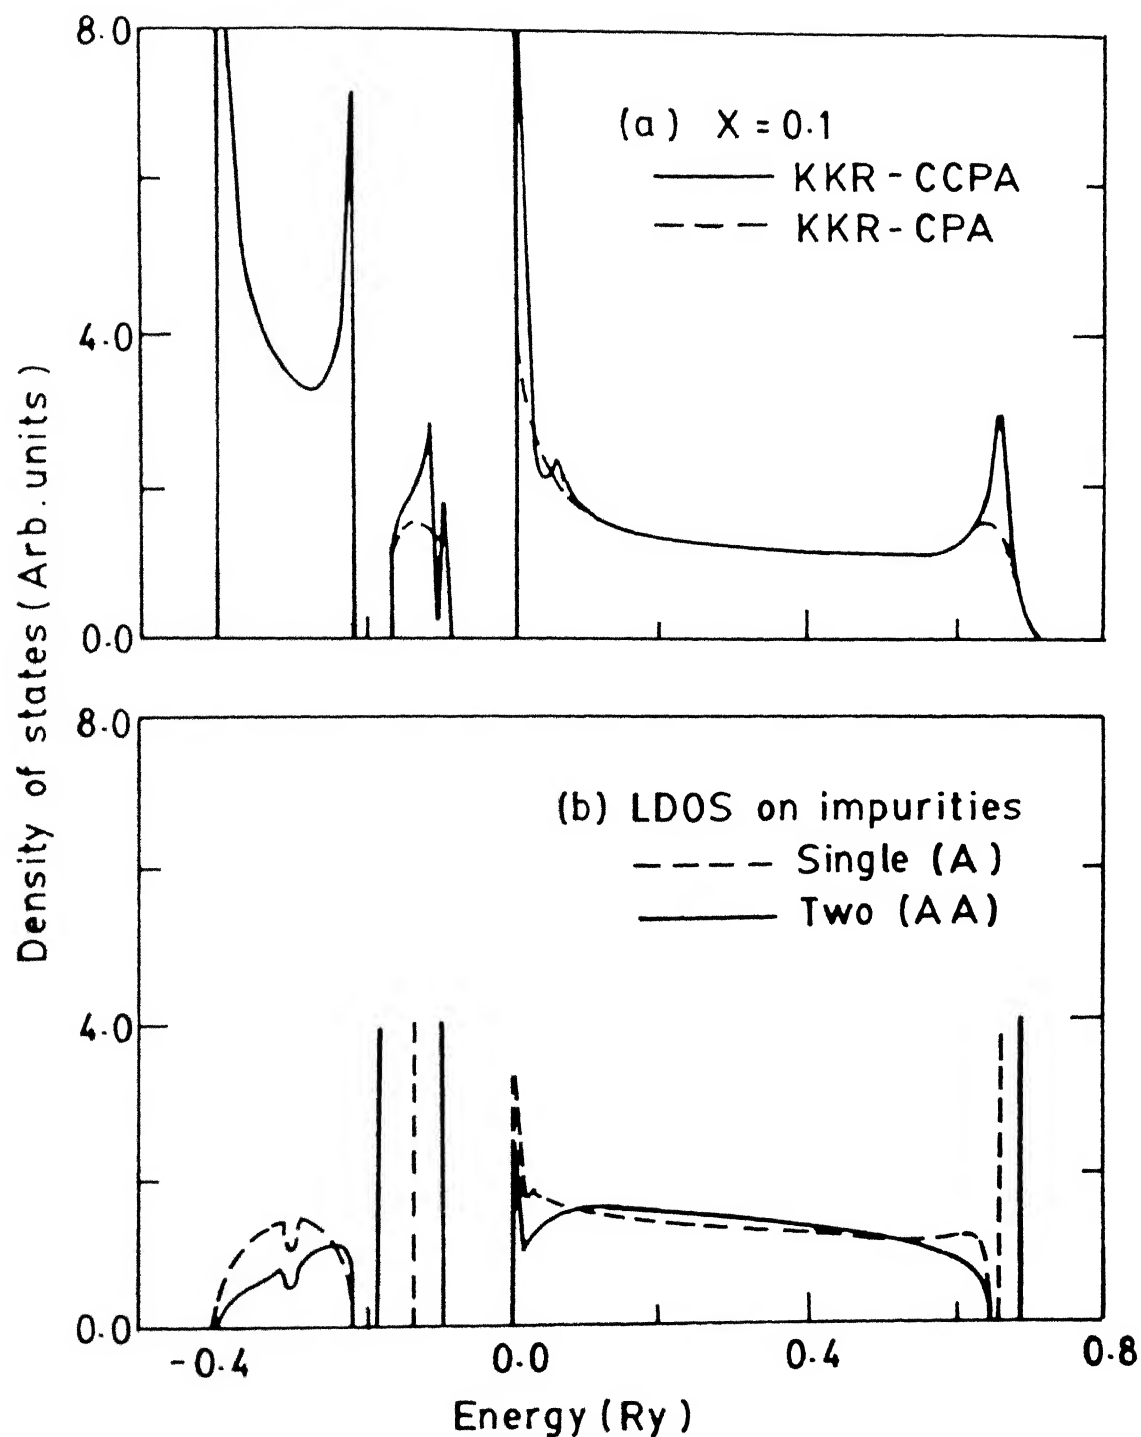 8.0
(a) X = 0.1
KKR - CCPA
KKR - CPA
4.0
0.0
Density of states (Arb. units)
8.0
(b) LDOS on impurities
Single (A)
Two (AA)
4.0
0.0
-0.4 0.0 0.4 0.8
Energy (Ry)